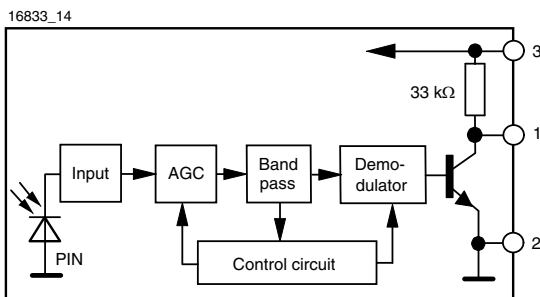 16833_14
3
33 kΩ
1
Input
AGC
Band
pass
Demo-
dulator
2
PIN
Control circuit